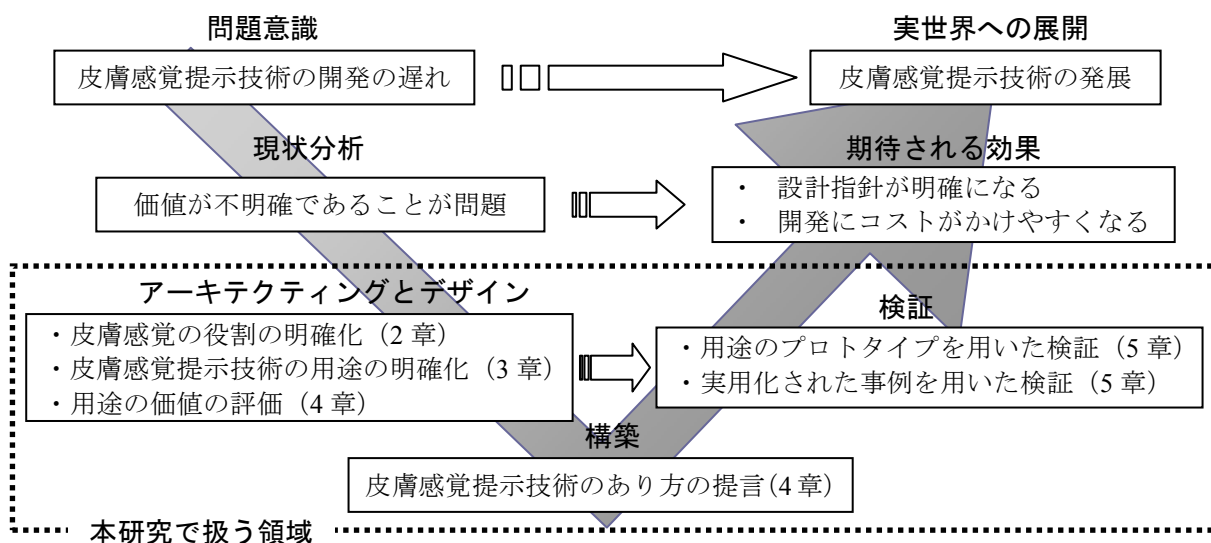 問題意識
実世界への展開
皮膚感覚提示技術の開発の遅れ
皮膚感覚提示技術の発展
現状分析
期待される効果
価値が不明確であることが問題
・ 設計指針が明確になる
・ 開発にコストがかけやすくなる
アーキテクティングとデザイン
検証
・皮膚感覚の役割の明確化（2 章）
・皮膚感覚提示技術の用途の明確化（3 章）
・用途の価値の評価（4 章）
・用途のプロトタイプを用いた検証（5 章）
・実用化された事例を用いた検証（5 章）
構築
皮膚感覚提示技術のあり方の提言（4 章）
本研究で扱う領域